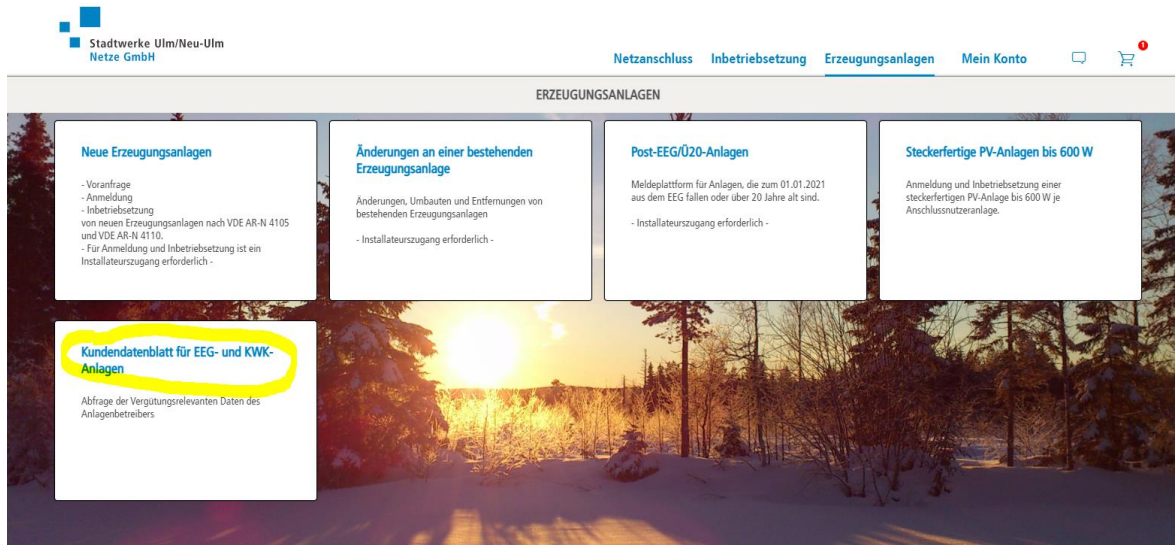 Stadtwerke Ulm/Neu-Ulm
Netze GmbH
Netzanschluss Inbetriebsetzung Erzeugungsanlagen Mein Konto 1
ERZEUGUNGSANLAGEN
Neue Erzeugungsanlagen
- Voranfrage
- Anmeldung
- Inbetriebsetzung
von neuen Erzeugungsanlagen nach VDE AR-N 4105
und VDE AR-N 4110.
- Für Anmeldung und Inbetriebsetzung ist ein
Installateurszugang erforderlich -
Änderungen an einer bestehenden
Erzeugungsanlage
Änderungen, Umbauten und Entfernungen von
bestehenden Erzeugungsanlagen
- Installateurszugang erforderlich -
Post-EEG/Ü20-Anlagen
Meldeplattform für Anlagen, die zum 01.01.2021
aus dem EEG fallen oder über 20 Jahre alt sind.
- Installateurszugang erforderlich -
Steckerfertige PV-Anlagen bis 600 W
Anmeldung und Inbetriebsetzung einer
steckerfertigen PV-Anlage bis 600 W je
Anschlussnutzeranlage.
Kundendatenblatt für EEG- und KWK-
Anlagen
Abfrage der Vergütungsrelevanten Daten des
Anlagenbetreibers